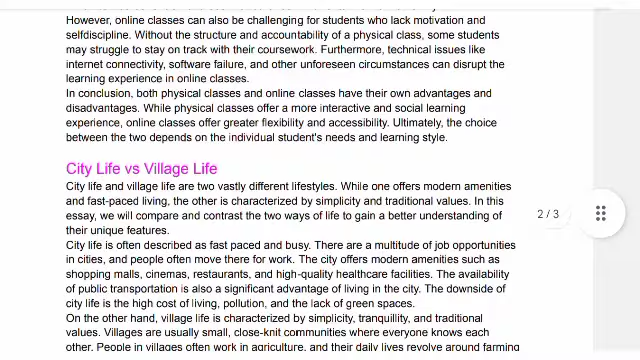 However, online classes can also be challenging for students who lack motivation and
selfdiscipline. Without the structure and accountability of a physical class, some students
may struggle to stay on track with their coursework. Furthermore, technical issues like
internet connectivity, software failure, and other unforeseen circumstances can disrupt the
learning experience in online classes.
In conclusion, both physical classes and online classes have their own advantages and
disadvantages. While physical classes offer a more interactive and social learning
experience, online classes offer greater flexibility and accessibility. Ultimately, the choice
between the two depends on the individual student's needs and learning style.
City Life vs Village Life
City life and village life are two vastly different lifestyles. While one offers modern amenities
and fast-paced living, the other is characterized by simplicity and traditional values. In this
essay, we will compare and contrast the two ways of life to gain a better understanding of
their unique features.
City life is often described as fast paced and busy. There are a multitude of job opportunities
in cities, and people often move there for work. The city offers modern amenities such as
shopping malls, cinemas, restaurants, and high-quality healthcare facilities. The availability
of public transportation is also a significant advantage of living in the city. The downside of
city life is the high cost of living, pollution, and the lack of green spaces.
On the other hand, village life is characterized by simplicity, tranquillity, and traditional
values. Villages are usually small, close-knit communities where everyone knows each
other. People in villages often work in agriculture, and their daily lives revolve around farming
2 / 3